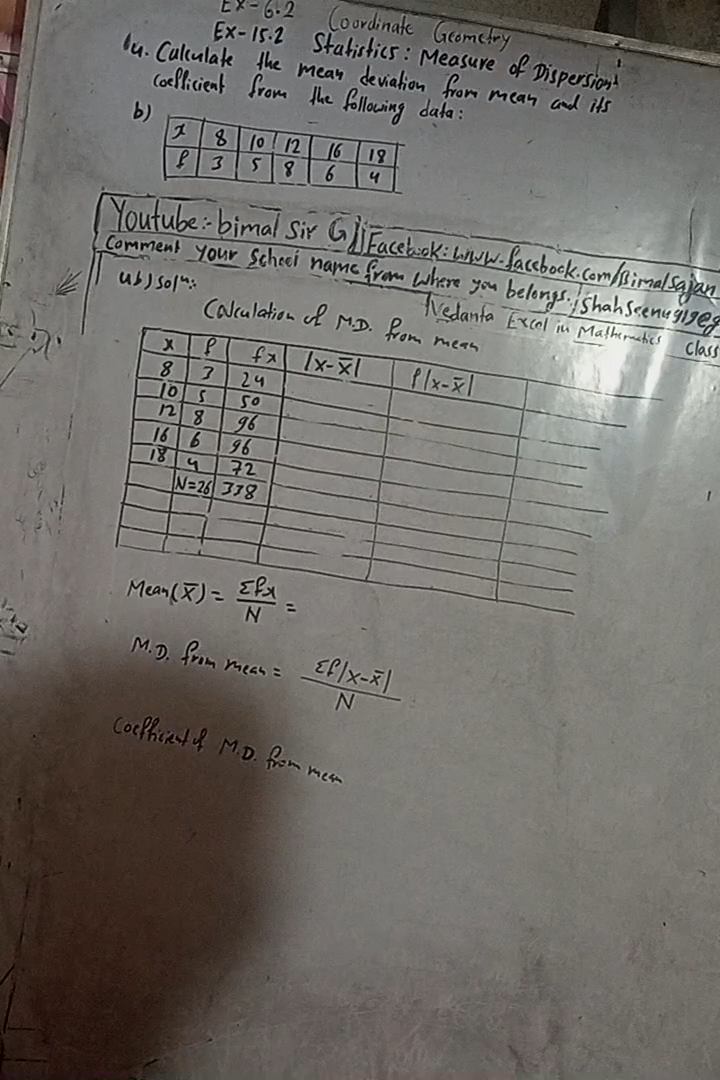 Ex-6.2 Coordinate Geometry
Ex-15.2 Statistics: Measure of Dispersion
4. Calculate the mean deviation from mean and its
coefficient from the following data:
b)
x 8 10 12 16 18
f 3 5 8 6 4
Youtube:- bimal Sir G || Facebook: www.facebook.com/
Comment your School name from where you belongs.
Vedanta Excel in Mathematics Class
4b) Solⁿ:
Calculation of M.D. from mean
x f fx |x-x̄| f|x-x̄|
8 3 24
10 5 50
12 8 96
16 6 96
18 4 72
N=26 338
Mean(x̄) = Σfx/N =
M.D. from mean = Σf|x-x̄|/N
Coefficient of M.D. from mean